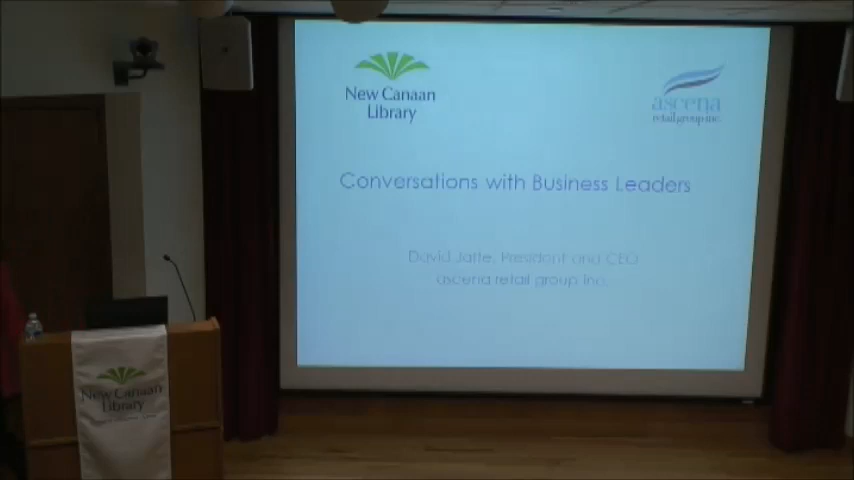 New Canaan
Library
ascena
retail group inc.
Conversations with Business Leaders
David Jaffe, President and CEO
ascena retail group inc.
New Canaan
Library